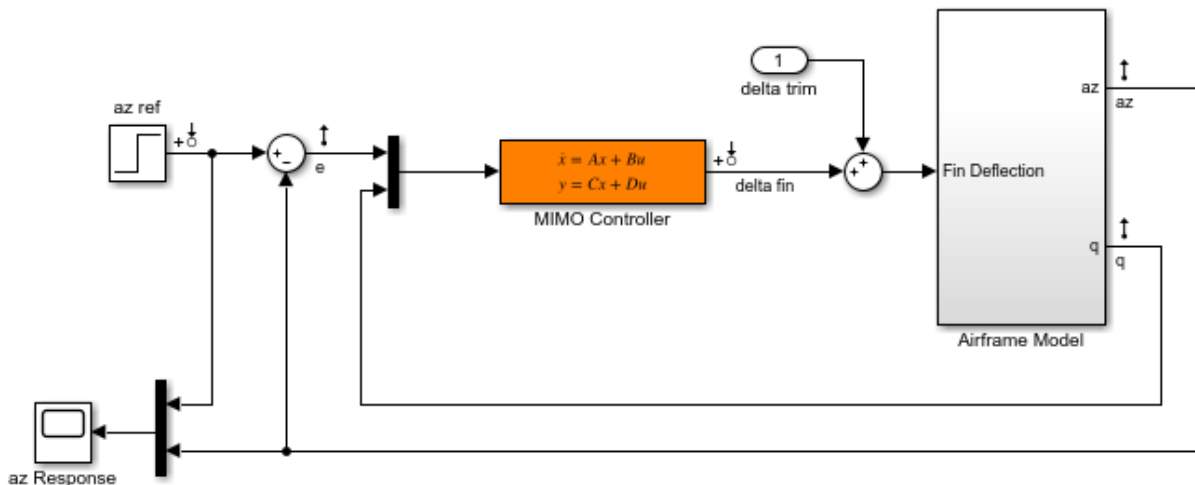 az ref
+
+
−
e
ẋ = Ax + Bu
y = Cx + Du
MIMO Controller
+
delta fin
1
delta trim
+
+
Fin Deflection
az
az
q
q
Airframe Model
az Response